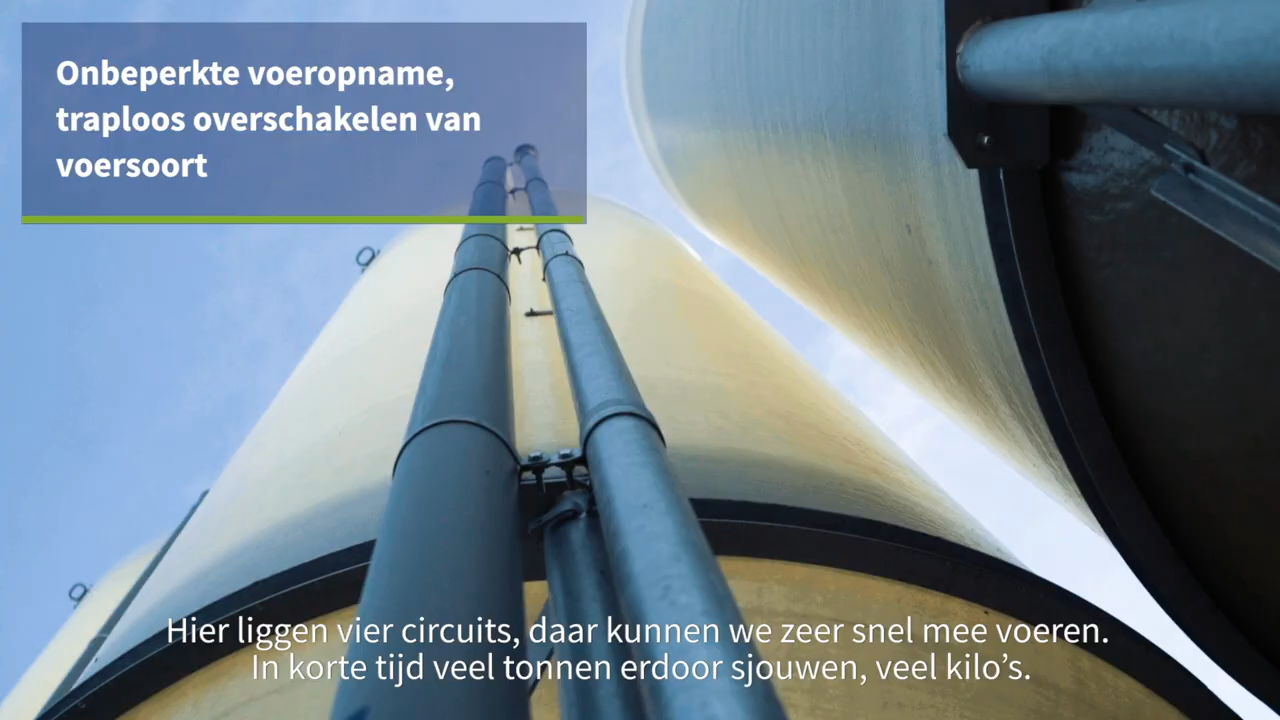 Onbeperkte voeropname,
traploos overschakelen van
voersoort
Hier liggen vier circuits, daar kunnen we zeer snel mee voeren.
In korte tijd veel tonnen erdoor sjouwen, veel kilo’s.